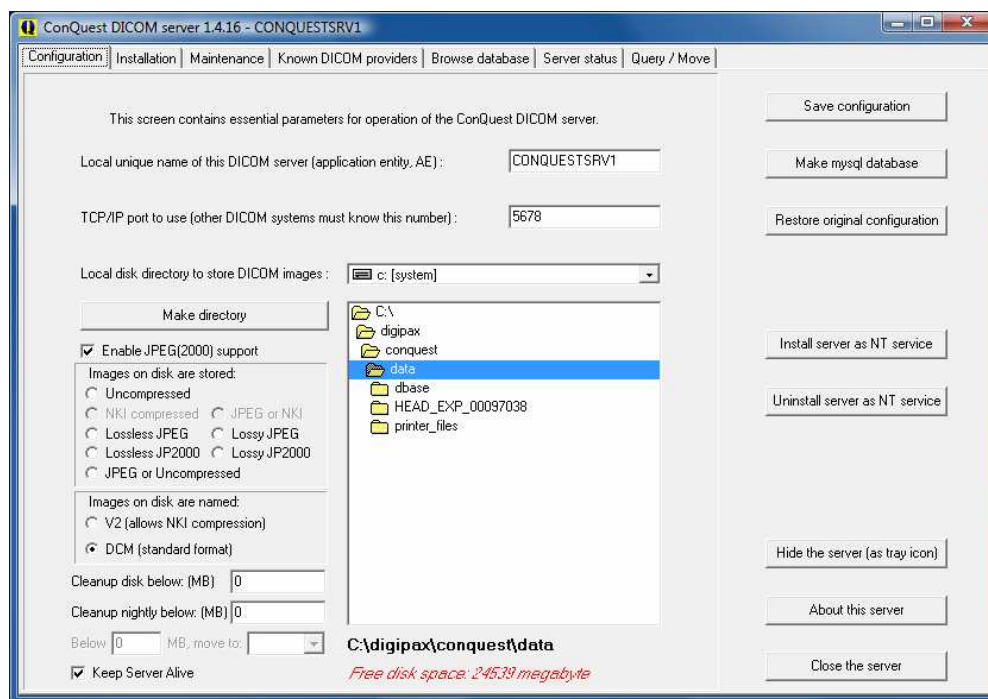 ConQuest DICOM server 1.4.16 - CONQUESTSRV1
Configuration Installation Maintenance Known DICOM providers Browse database Server status Query / Move
This screen contains essential parameters for operation of the ConQuest DICOM server.
Local unique name of this DICOM server (application entity, AE) : CONQUESTSRV1
TCP/IP port to use (other DICOM systems must know this number) : 5678
Local disk directory to store DICOM images : c: [system]
Make directory
Enable JPEG(2000) support
Images on disk are stored:
Uncompressed
NKI compressed JPEG or NKI
Lossless JPEG Lossy JPEG
Lossless JP2000 Lossy JP2000
JPEG or Uncompressed
Images on disk are named:
V2 (allows NKI compression)
DCM (standard format)
Cleanup disk below: (MB) 0
Cleanup nightly below: (MB) 0
Below 0 MB, move to:
Keep Server Alive
C:\
digipax
conquest
data
dbase
HEAD_EXP_00097038
printer_files
C:\digipax\conquest\data
Free disk space: 24539 megabyte
Save configuration
Make mysql database
Restore original configuration
Install server as NT service
Uninstall server as NT service
Hide the server (as tray icon)
About this server
Close the server